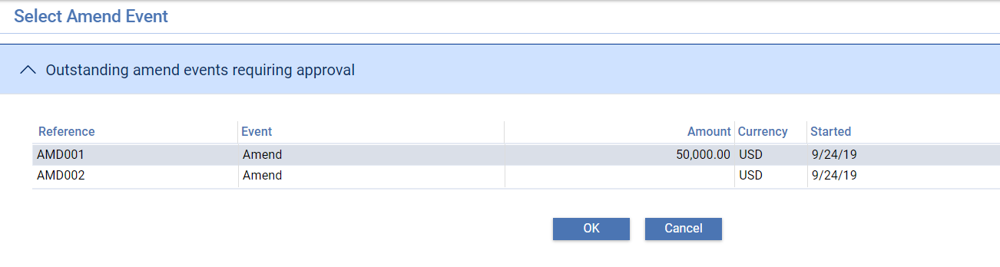 Select Amend Event
Outstanding amend events requiring approval
Reference Event Amount Currency Started
AMD001 Amend 50,000.00 USD 9/24/19
AMD002 Amend USD 9/24/19
OK Cancel